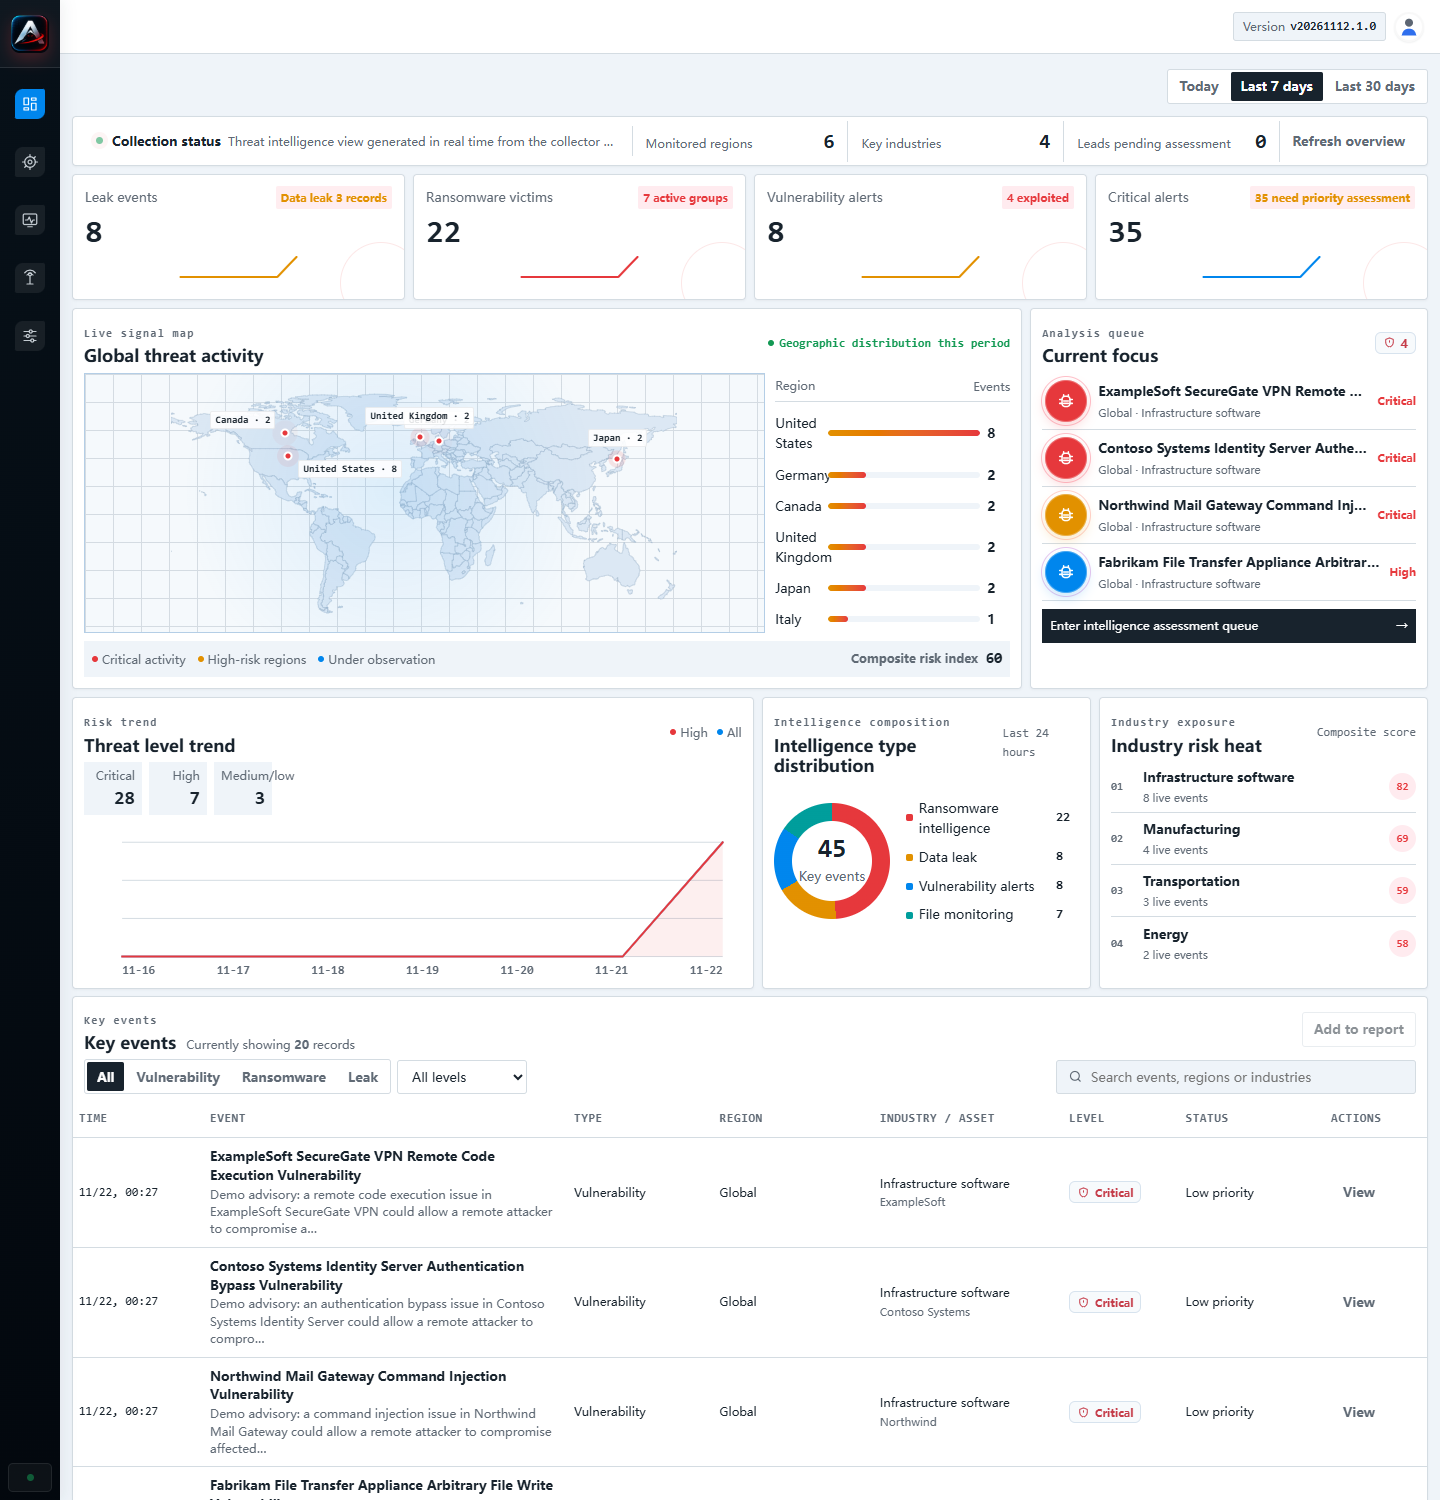 Version v20261112.1.0
Today Last 7 days Last 30 days
Collection status Threat intelligence view generated in real time from the collector ...
Monitored regions 6
Key industries 4
Leads pending assessment 0
Refresh overview
Leak events Data leak 3 records
8
Ransomware victims 7 active groups
22
Vulnerability alerts 4 exploited
8
Critical alerts 35 need priority assessment
35
Live signal map
Global threat activity
Geographic distribution this period
Canada · 2
United Kingdom · 2
Japan · 2
United States · 8
Region Events
United States 8
Germany 2
Canada 2
United Kingdom 2
Japan 2
Italy 1
Critical activity High-risk regions Under observation
Composite risk index 60
Analysis queue
Current focus
4
ExampleSoft SecureGate VPN Remote ...
Global · Infrastructure software
Critical
Contoso Systems Identity Server Authe...
Global · Infrastructure software
Critical
Northwind Mail Gateway Command Inj...
Global · Infrastructure software
Critical
Fabrikam File Transfer Appliance Arbitrar...
Global · Infrastructure software
High
Enter intelligence assessment queue →
Risk trend
Threat level trend
High All
Critical 28
High 7
Medium/low 3
11-16 11-17 11-18 11-19 11-20 11-21 11-22
Intelligence composition
Intelligence type
distribution
Last 24
hours
45
Key events
Ransomware
intelligence 22
Data leak 8
Vulnerability alerts 8
File monitoring 7
Industry exposure
Industry risk heat
Composite score
01 Infrastructure software
8 live events
82
02 Manufacturing
4 live events
69
03 Transportation
3 live events
59
04 Energy
2 live events
58
Key events
Key events Currently showing 20 records
Add to report
All Vulnerability Ransomware Leak
All levels
Search events, regions or industries
TIME EVENT TYPE REGION INDUSTRY / ASSET LEVEL STATUS ACTIONS
11/22, 00:27
ExampleSoft SecureGate VPN Remote Code
Execution Vulnerability
Demo advisory: a remote code execution issue in
ExampleSoft SecureGate VPN could allow a remote attacker
to compromise a...
Vulnerability
Global
Infrastructure software
ExampleSoft
Critical
Low priority
View
11/22, 00:27
Contoso Systems Identity Server Authentication
Bypass Vulnerability
Demo advisory: an authentication bypass issue in Contoso
Systems Identity Server could allow a remote attacker to
compro...
Vulnerability
Global
Infrastructure software
Contoso Systems
Critical
Low priority
View
11/22, 00:27
Northwind Mail Gateway Command Injection
Vulnerability
Demo advisory: a command injection issue in Northwind
Mail Gateway could allow a remote attacker to compromise
affected...
Vulnerability
Global
Infrastructure software
Northwind
Critical
Low priority
View
Fabrikam File Transfer Appliance Arbitrary File Write